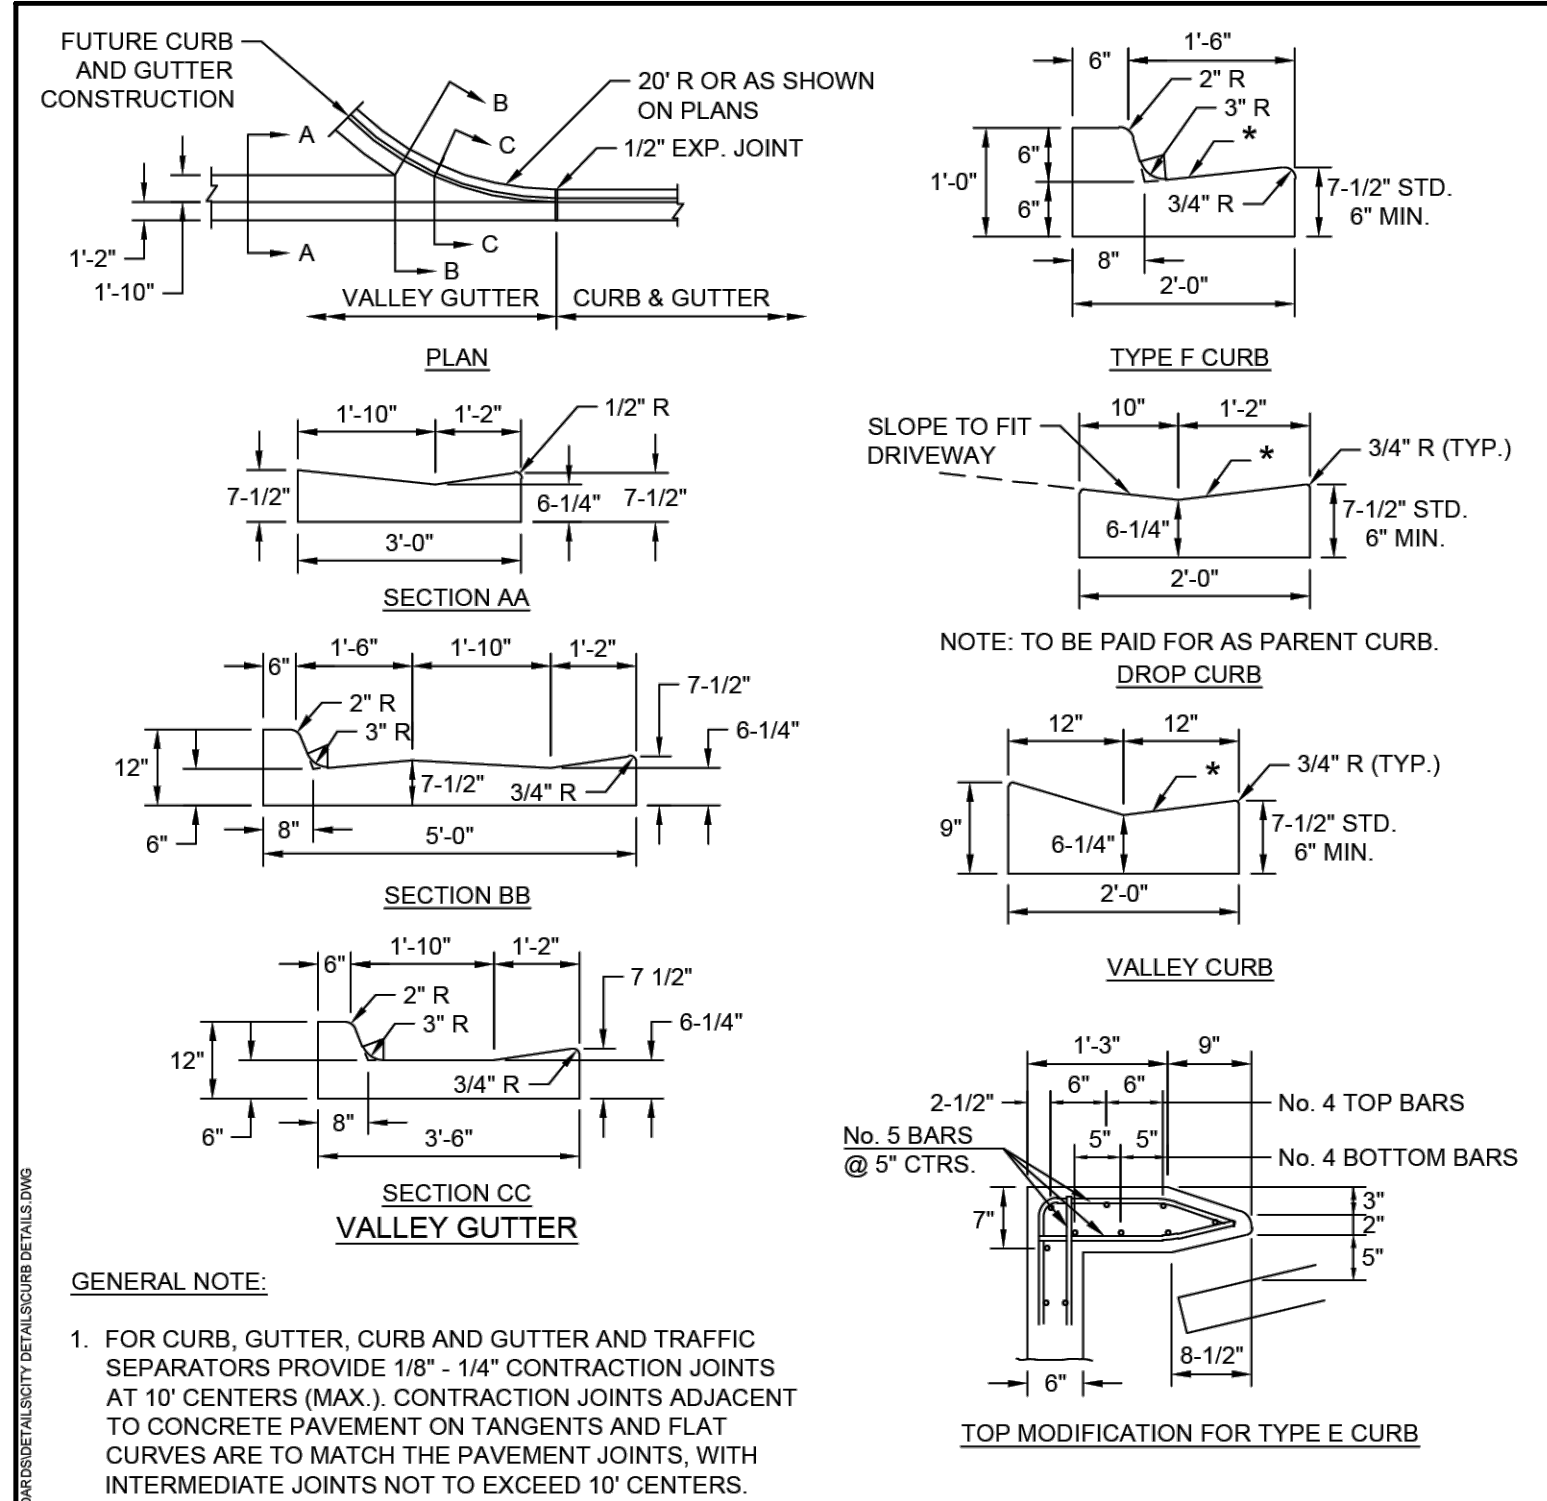 FUTURE CURB
AND GUTTER
CONSTRUCTION
A
B
C
20' R OR AS SHOWN
ON PLANS
1/2" EXP. JOINT
1'-2"
1'-10"
A
B
C
VALLEY GUTTER
CURB & GUTTER
PLAN
1'-10"
1'-2"
1/2" R
7-1/2"
6-1/4"
7-1/2"
3'-0"
SECTION AA
6"
1'-6"
1'-10"
1'-2"
2" R
3" R
7-1/2"
6-1/4"
12"
7-1/2"
3/4" R
6"
8"
5'-0"
SECTION BB
6"
1'-10"
1'-2"
2" R
3" R
7 1/2"
6-1/4"
12"
3/4" R
6"
8"
3'-6"
SECTION CC
VALLEY GUTTER
GENERAL NOTE:
1. FOR CURB, GUTTER, CURB AND GUTTER AND TRAFFIC
SEPARATORS PROVIDE 1/8" - 1/4" CONTRACTION JOINTS
AT 10' CENTERS (MAX.). CONTRACTION JOINTS ADJACENT
TO CONCRETE PAVEMENT ON TANGENTS AND FLAT
CURVES ARE TO MATCH THE PAVEMENT JOINTS, WITH
INTERMEDIATE JOINTS NOT TO EXCEED 10' CENTERS.
6"
1'-6"
2" R
3" R
*
1'-0"
6"
6"
3/4" R
7-1/2" STD.
6" MIN.
8"
2'-0"
TYPE F CURB
10"
1'-2"
SLOPE TO FIT
DRIVEWAY
*
3/4" R (TYP.)
6-1/4"
7-1/2" STD.
6" MIN.
2'-0"
NOTE: TO BE PAID FOR AS PARENT CURB.
DROP CURB
12"
12"
*
3/4" R (TYP.)
9"
6-1/4"
7-1/2" STD.
6" MIN.
2'-0"
VALLEY CURB
1'-3"
9"
2-1/2"
6"
6"
No. 4 TOP BARS
No. 5 BARS
@ 5" CTRS.
5"
5"
No. 4 BOTTOM BARS
7"
3"
2"
5"
8-1/2"
6"
TOP MODIFICATION FOR TYPE E CURB
DARDS\DETAILS\CITY DETAILS\CURB DETAILS.DWG